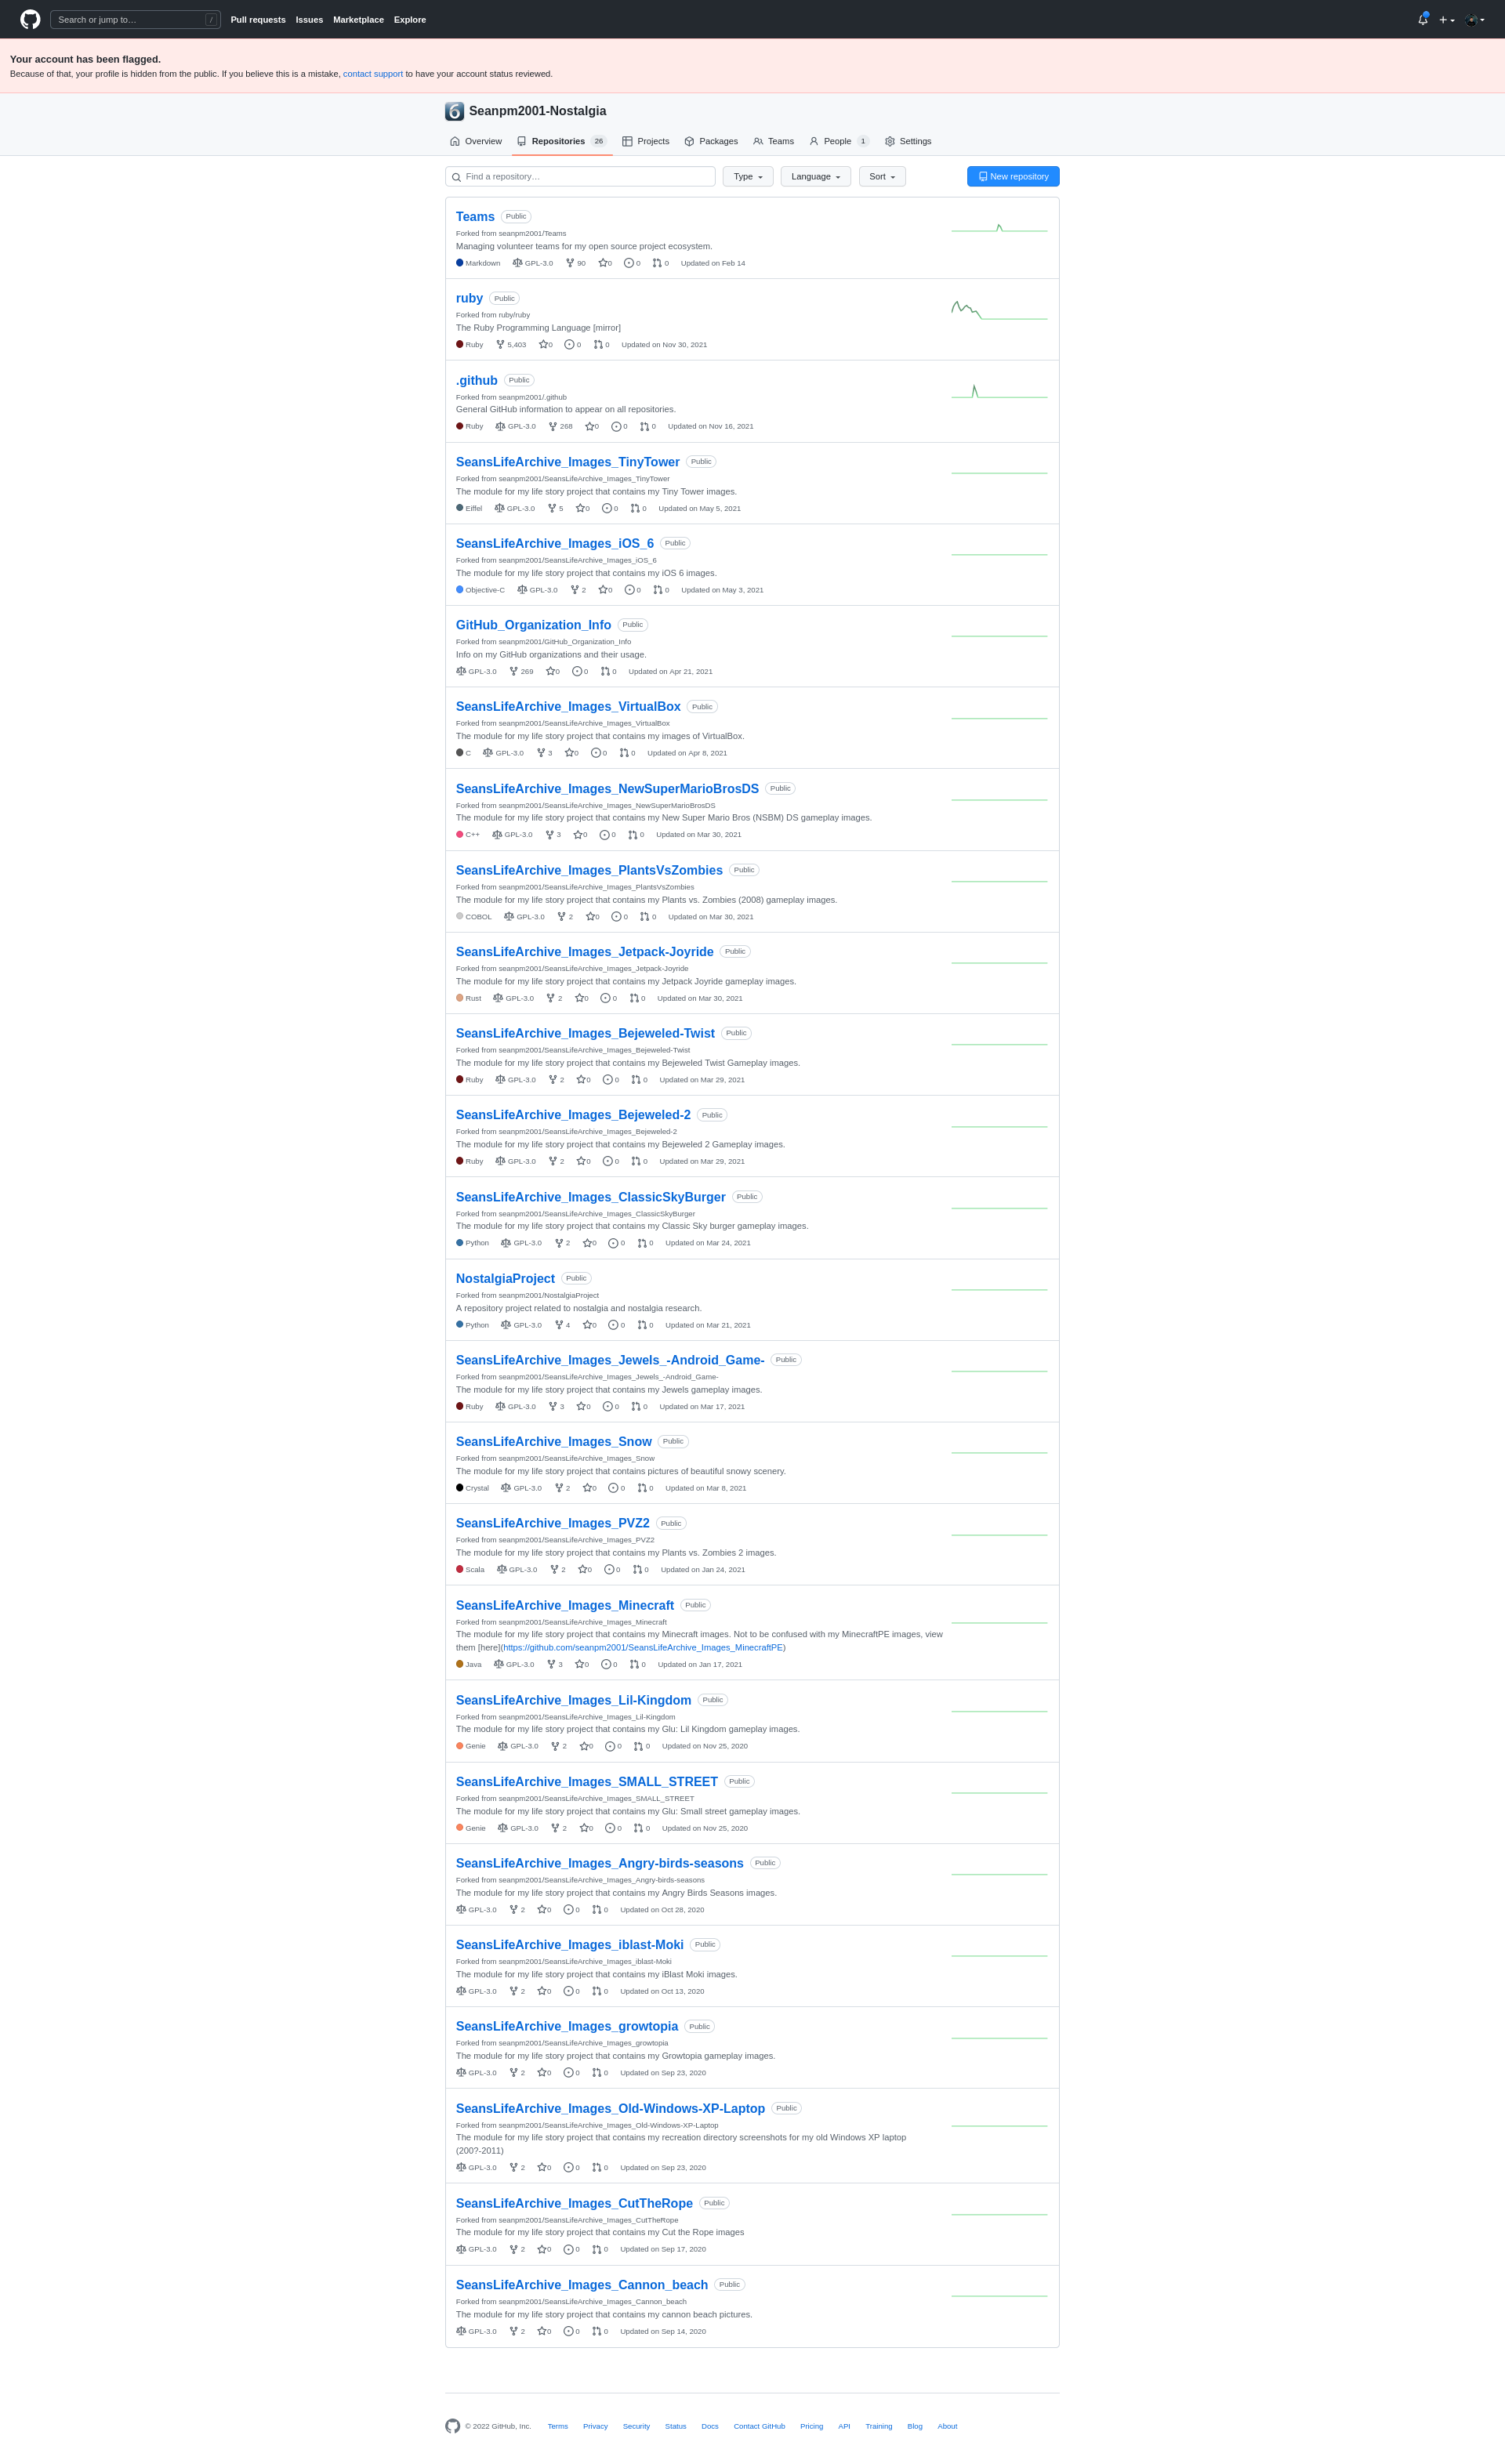 Search or jump to… /
Pull requests Issues Marketplace Explore
Your account has been flagged.
Because of that, your profile is hidden from the public. If you believe this is a mistake, contact support to have your account status reviewed.
6 Seanpm2001-Nostalgia
Overview Repositories 26 Projects Packages Teams People 1 Settings
Find a repository… Type Language Sort New repository
Teams Public
Forked from seanpm2001/Teams
Managing volunteer teams for my open source project ecosystem.
Markdown GPL-3.0 90 0 0 0 Updated on Feb 14
ruby Public
Forked from ruby/ruby
The Ruby Programming Language [mirror]
Ruby 5,403 0 0 0 Updated on Nov 30, 2021
.github Public
Forked from seanpm2001/.github
General GitHub information to appear on all repositories.
Ruby GPL-3.0 268 0 0 0 Updated on Nov 16, 2021
SeansLifeArchive_Images_TinyTower Public
Forked from seanpm2001/SeansLifeArchive_Images_TinyTower
The module for my life story project that contains my Tiny Tower images.
Eiffel GPL-3.0 5 0 0 0 Updated on May 5, 2021
SeansLifeArchive_Images_iOS_6 Public
Forked from seanpm2001/SeansLifeArchive_Images_iOS_6
The module for my life story project that contains my iOS 6 images.
Objective-C GPL-3.0 2 0 0 0 Updated on May 3, 2021
GitHub_Organization_Info Public
Forked from seanpm2001/GitHub_Organization_Info
Info on my GitHub organizations and their usage.
GPL-3.0 269 0 0 0 Updated on Apr 21, 2021
SeansLifeArchive_Images_VirtualBox Public
Forked from seanpm2001/SeansLifeArchive_Images_VirtualBox
The module for my life story project that contains my images of VirtualBox.
C GPL-3.0 3 0 0 0 Updated on Apr 8, 2021
SeansLifeArchive_Images_NewSuperMarioBrosDS Public
Forked from seanpm2001/SeansLifeArchive_Images_NewSuperMarioBrosDS
The module for my life story project that contains my New Super Mario Bros (NSBM) DS gameplay images.
C++ GPL-3.0 3 0 0 0 Updated on Mar 30, 2021
SeansLifeArchive_Images_PlantsVsZombies Public
Forked from seanpm2001/SeansLifeArchive_Images_PlantsVsZombies
The module for my life story project that contains my Plants vs. Zombies (2008) gameplay images.
COBOL GPL-3.0 2 0 0 0 Updated on Mar 30, 2021
SeansLifeArchive_Images_Jetpack-Joyride Public
Forked from seanpm2001/SeansLifeArchive_Images_Jetpack-Joyride
The module for my life story project that contains my Jetpack Joyride gameplay images.
Rust GPL-3.0 2 0 0 0 Updated on Mar 30, 2021
SeansLifeArchive_Images_Bejeweled-Twist Public
Forked from seanpm2001/SeansLifeArchive_Images_Bejeweled-Twist
The module for my life story project that contains my Bejeweled Twist Gameplay images.
Ruby GPL-3.0 2 0 0 0 Updated on Mar 29, 2021
SeansLifeArchive_Images_Bejeweled-2 Public
Forked from seanpm2001/SeansLifeArchive_Images_Bejeweled-2
The module for my life story project that contains my Bejeweled 2 Gameplay images.
Ruby GPL-3.0 2 0 0 0 Updated on Mar 29, 2021
SeansLifeArchive_Images_ClassicSkyBurger Public
Forked from seanpm2001/SeansLifeArchive_Images_ClassicSkyBurger
The module for my life story project that contains my Classic Sky burger gameplay images.
Python GPL-3.0 2 0 0 0 Updated on Mar 24, 2021
NostalgiaProject Public
Forked from seanpm2001/NostalgiaProject
A repository project related to nostalgia and nostalgia research.
Python GPL-3.0 4 0 0 0 Updated on Mar 21, 2021
SeansLifeArchive_Images_Jewels_-Android_Game- Public
Forked from seanpm2001/SeansLifeArchive_Images_Jewels_-Android_Game-
The module for my life story project that contains my Jewels gameplay images.
Ruby GPL-3.0 3 0 0 0 Updated on Mar 17, 2021
SeansLifeArchive_Images_Snow Public
Forked from seanpm2001/SeansLifeArchive_Images_Snow
The module for my life story project that contains pictures of beautiful snowy scenery.
Crystal GPL-3.0 2 0 0 0 Updated on Mar 8, 2021
SeansLifeArchive_Images_PVZ2 Public
Forked from seanpm2001/SeansLifeArchive_Images_PVZ2
The module for my life story project that contains my Plants vs. Zombies 2 images.
Scala GPL-3.0 2 0 0 0 Updated on Jan 24, 2021
SeansLifeArchive_Images_Minecraft Public
Forked from seanpm2001/SeansLifeArchive_Images_Minecraft
The module for my life story project that contains my Minecraft images. Not to be confused with my MinecraftPE images, view
them [here](https://github.com/seanpm2001/SeansLifeArchive_Images_MinecraftPE)
Java GPL-3.0 3 0 0 0 Updated on Jan 17, 2021
SeansLifeArchive_Images_Lil-Kingdom Public
Forked from seanpm2001/SeansLifeArchive_Images_Lil-Kingdom
The module for my life story project that contains my Glu: Lil Kingdom gameplay images.
Genie GPL-3.0 2 0 0 0 Updated on Nov 25, 2020
SeansLifeArchive_Images_SMALL_STREET Public
Forked from seanpm2001/SeansLifeArchive_Images_SMALL_STREET
The module for my life story project that contains my Glu: Small street gameplay images.
Genie GPL-3.0 2 0 0 0 Updated on Nov 25, 2020
SeansLifeArchive_Images_Angry-birds-seasons Public
Forked from seanpm2001/SeansLifeArchive_Images_Angry-birds-seasons
The module for my life story project that contains my Angry Birds Seasons images.
GPL-3.0 2 0 0 0 Updated on Oct 28, 2020
SeansLifeArchive_Images_iblast-Moki Public
Forked from seanpm2001/SeansLifeArchive_Images_iblast-Moki
The module for my life story project that contains my iBlast Moki images.
GPL-3.0 2 0 0 0 Updated on Oct 13, 2020
SeansLifeArchive_Images_growtopia Public
Forked from seanpm2001/SeansLifeArchive_Images_growtopia
The module for my life story project that contains my Growtopia gameplay images.
GPL-3.0 2 0 0 0 Updated on Sep 23, 2020
SeansLifeArchive_Images_Old-Windows-XP-Laptop Public
Forked from seanpm2001/SeansLifeArchive_Images_Old-Windows-XP-Laptop
The module for my life story project that contains my recreation directory screenshots for my old Windows XP laptop
(200?-2011)
GPL-3.0 2 0 0 0 Updated on Sep 23, 2020
SeansLifeArchive_Images_CutTheRope Public
Forked from seanpm2001/SeansLifeArchive_Images_CutTheRope
The module for my life story project that contains my Cut the Rope images
GPL-3.0 2 0 0 0 Updated on Sep 17, 2020
SeansLifeArchive_Images_Cannon_beach Public
Forked from seanpm2001/SeansLifeArchive_Images_Cannon_beach
The module for my life story project that contains my cannon beach pictures.
GPL-3.0 2 0 0 0 Updated on Sep 14, 2020
© 2022 GitHub, Inc. Terms Privacy Security Status Docs Contact GitHub Pricing API Training Blog About